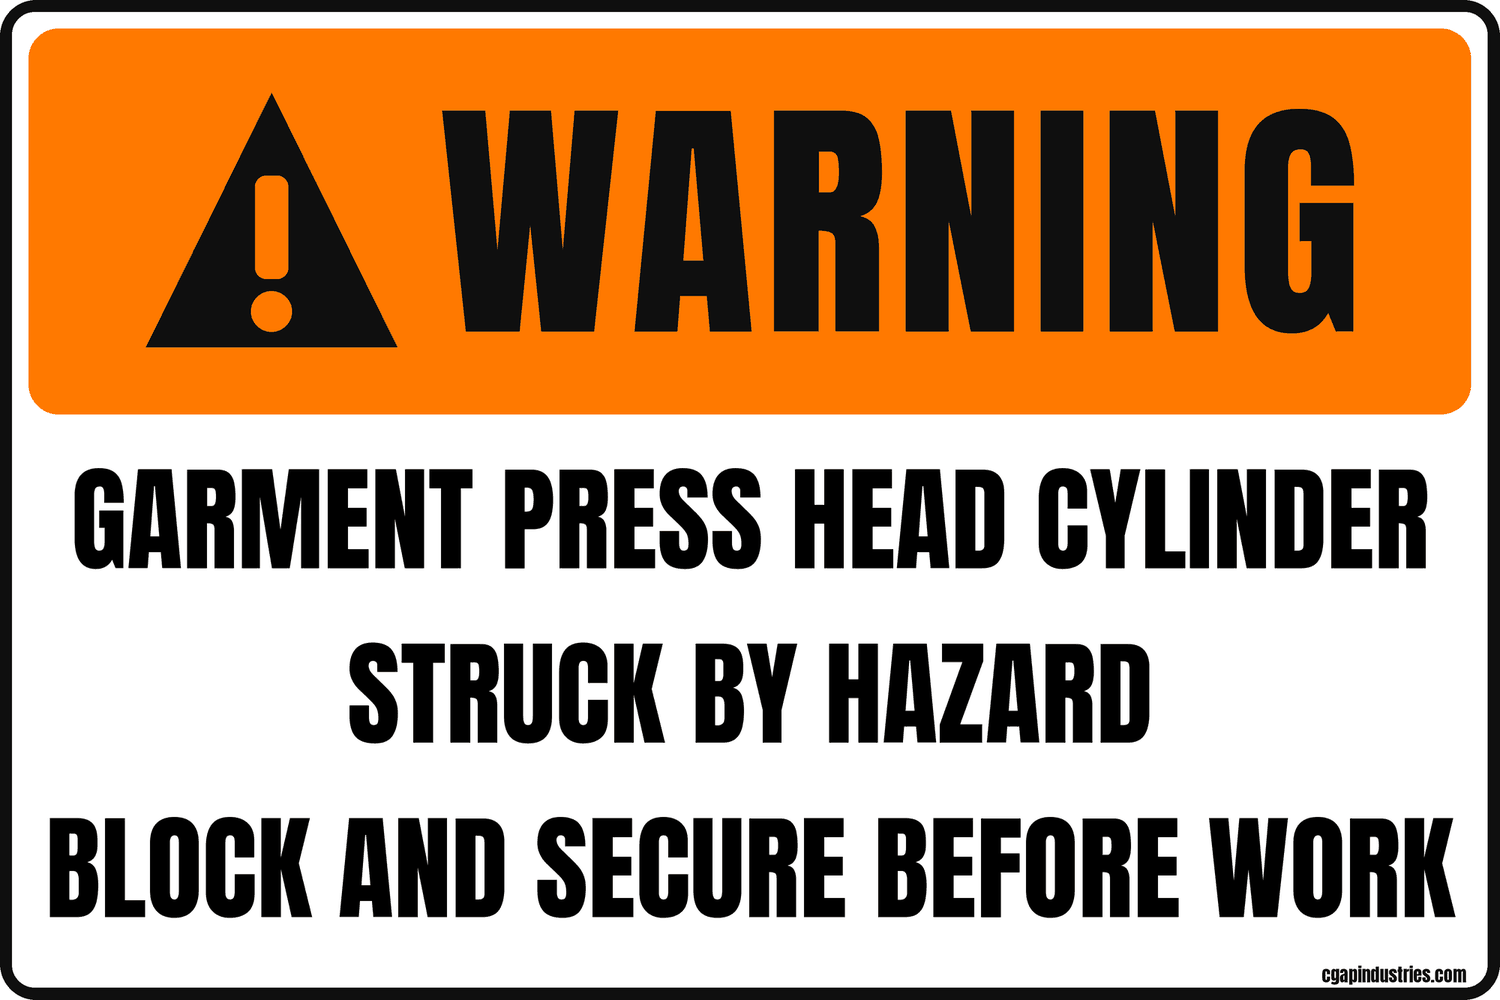 WARNING
GARMENT PRESS HEAD CYLINDER
STRUCK BY HAZARD
BLOCK AND SECURE BEFORE WORK
cgapindustries.com